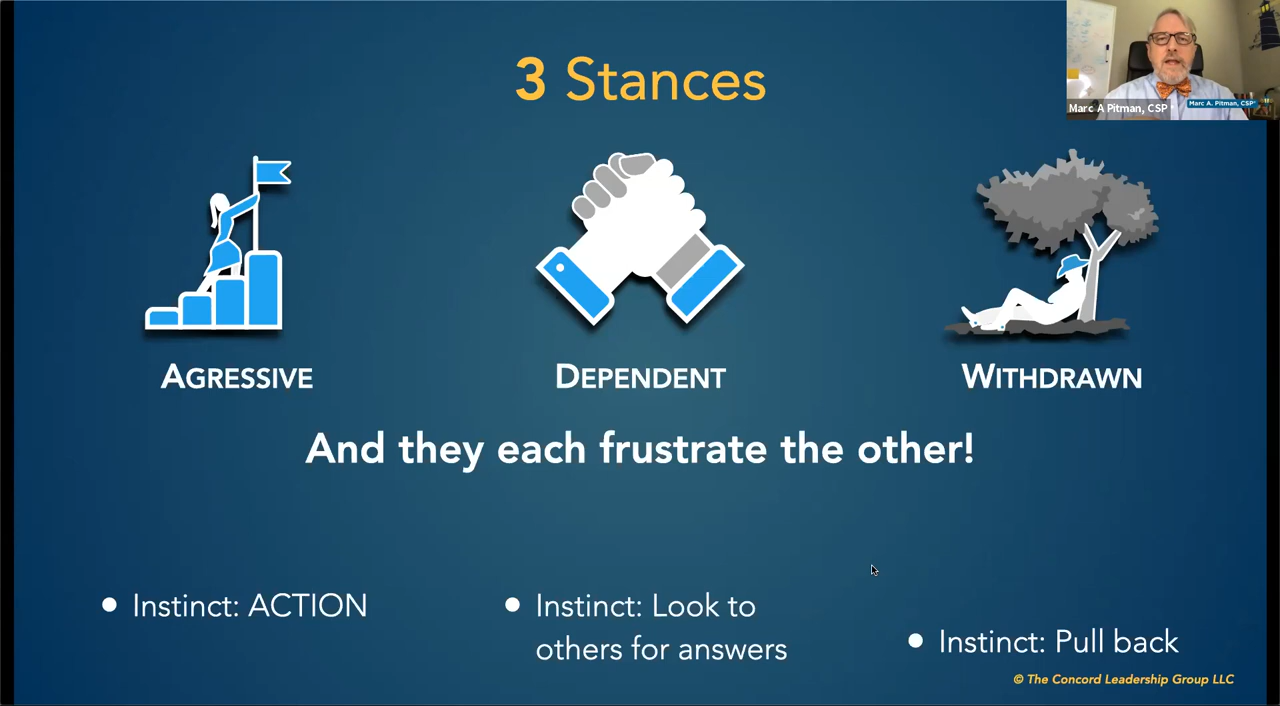 3 Stances
Marc A Pitman, CSP
Marc A. Pitman, CSP
AGRESSIVE
DEPENDENT
WITHDRAWN
And they each frustrate the other!
Instinct: ACTION
Instinct: Look to
others for answers
Instinct: Pull back
© The Concord Leadership Group LLC